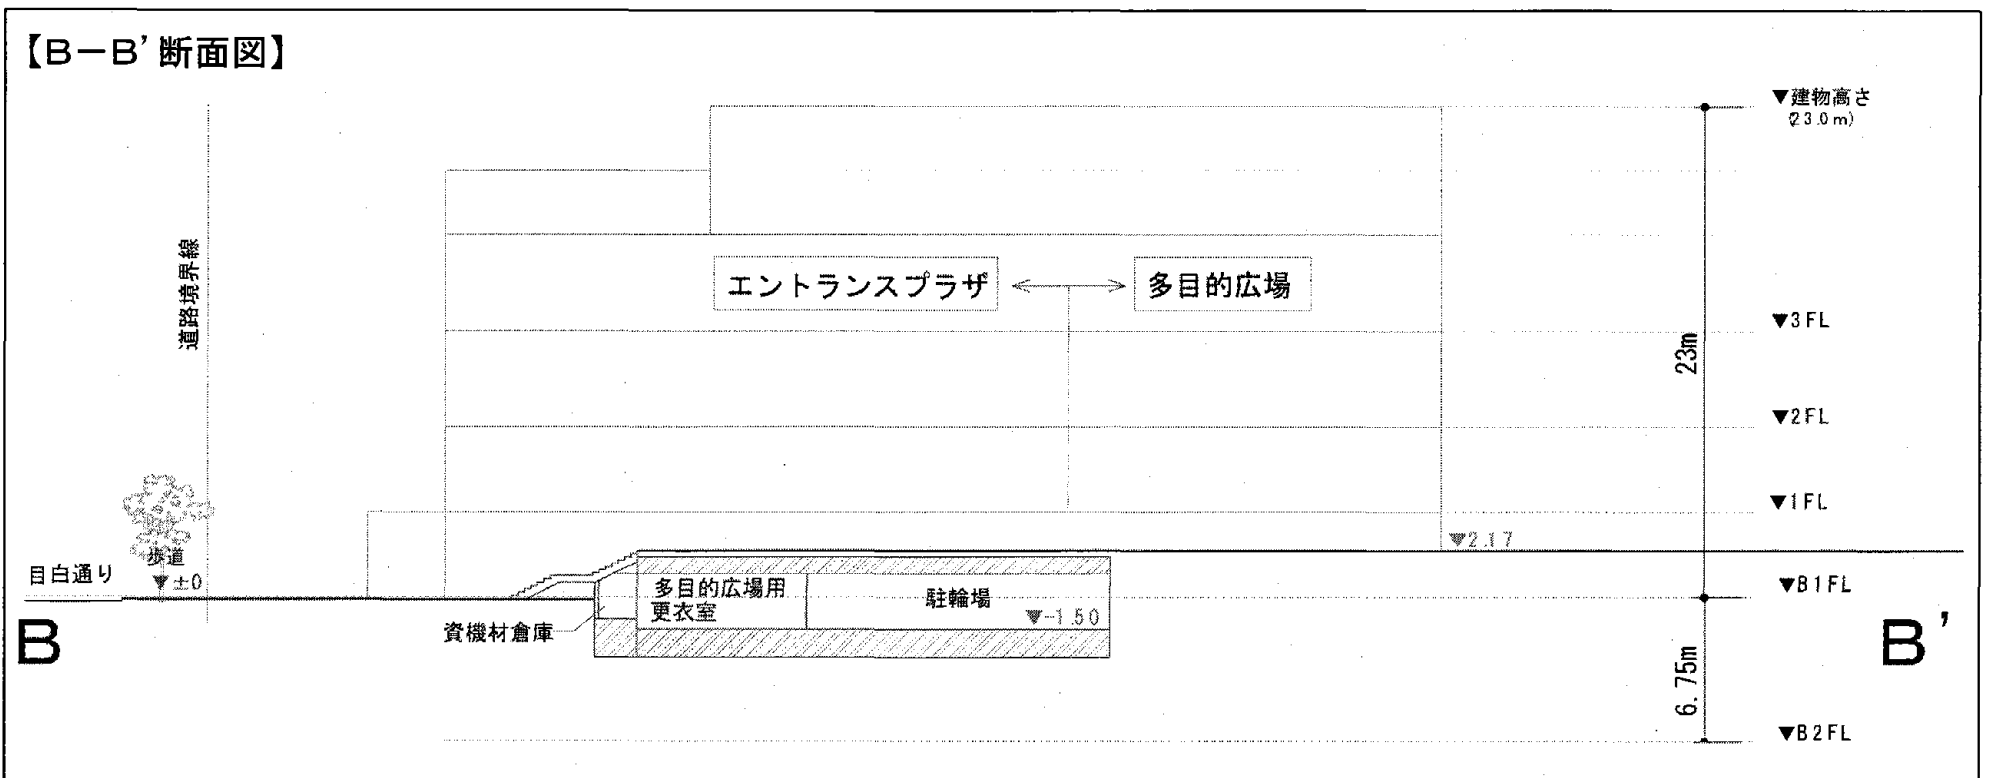 【B－B’断面図】
▼建物高さ
(23.0m)
道路境界線
エントランスプラザ
多目的広場
▼3FL
23m
▼2FL
▼1FL
▼2.17
歩道
目白通り
▼±0
多目的広場用
更衣室
駐輪場
▼-1.50
▼B1FL
資機材倉庫
B
B’
6.75m
▼B2FL